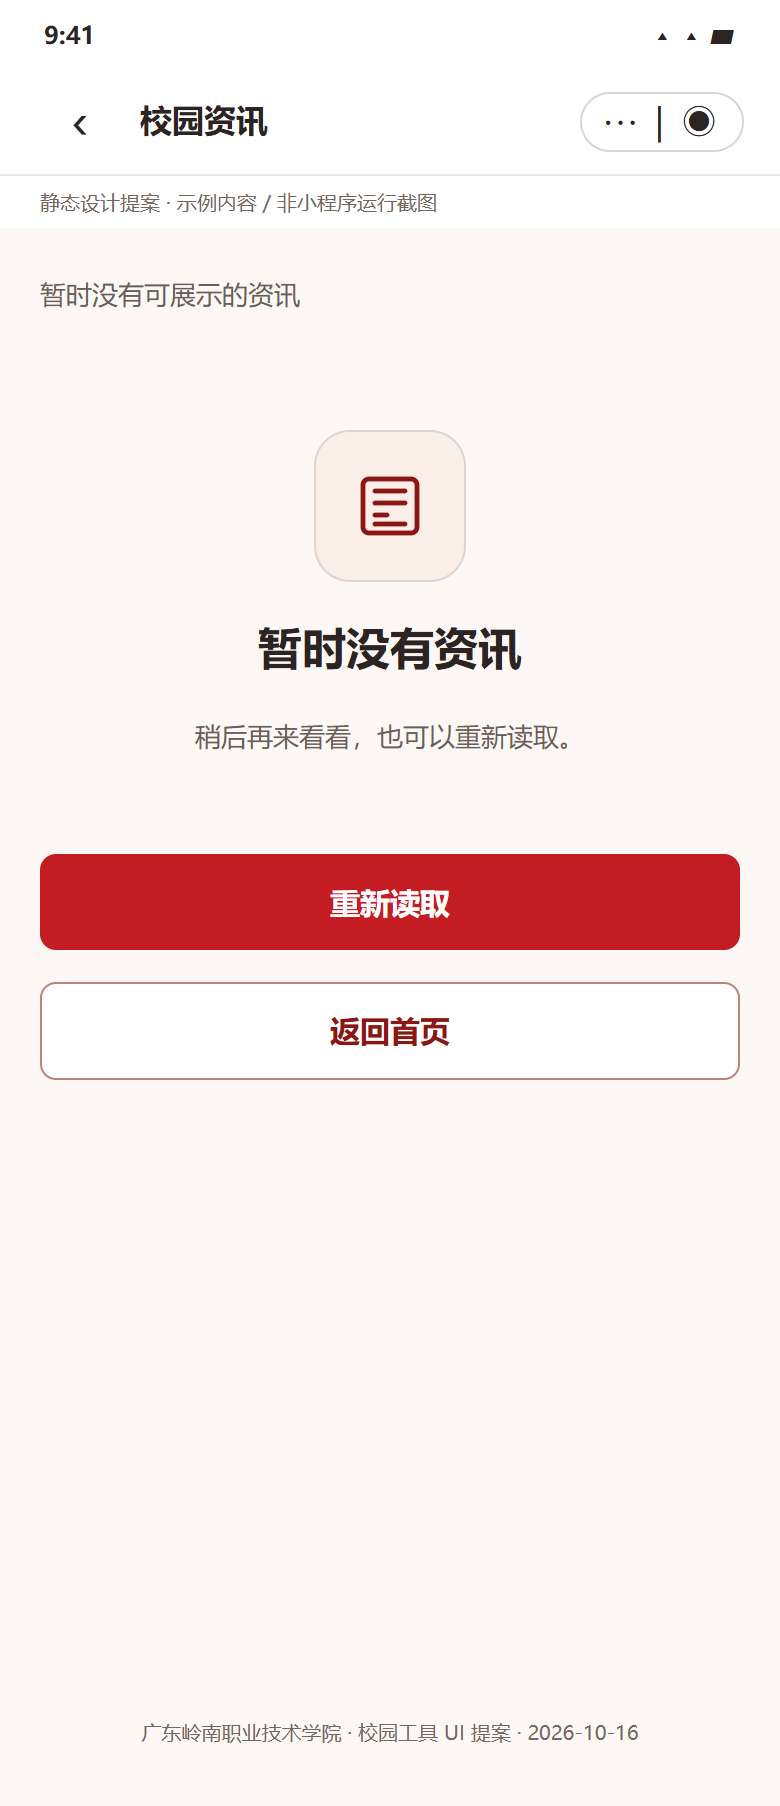 9:41
校园资讯
静态设计提案 · 示例内容 / 非小程序运行截图
暂时没有可展示的资讯
暂时没有资讯
稍后再来看看，也可以重新读取。
重新读取
返回首页
广东岭南职业技术学院 · 校园工具 UI 提案 · 2026-10-16